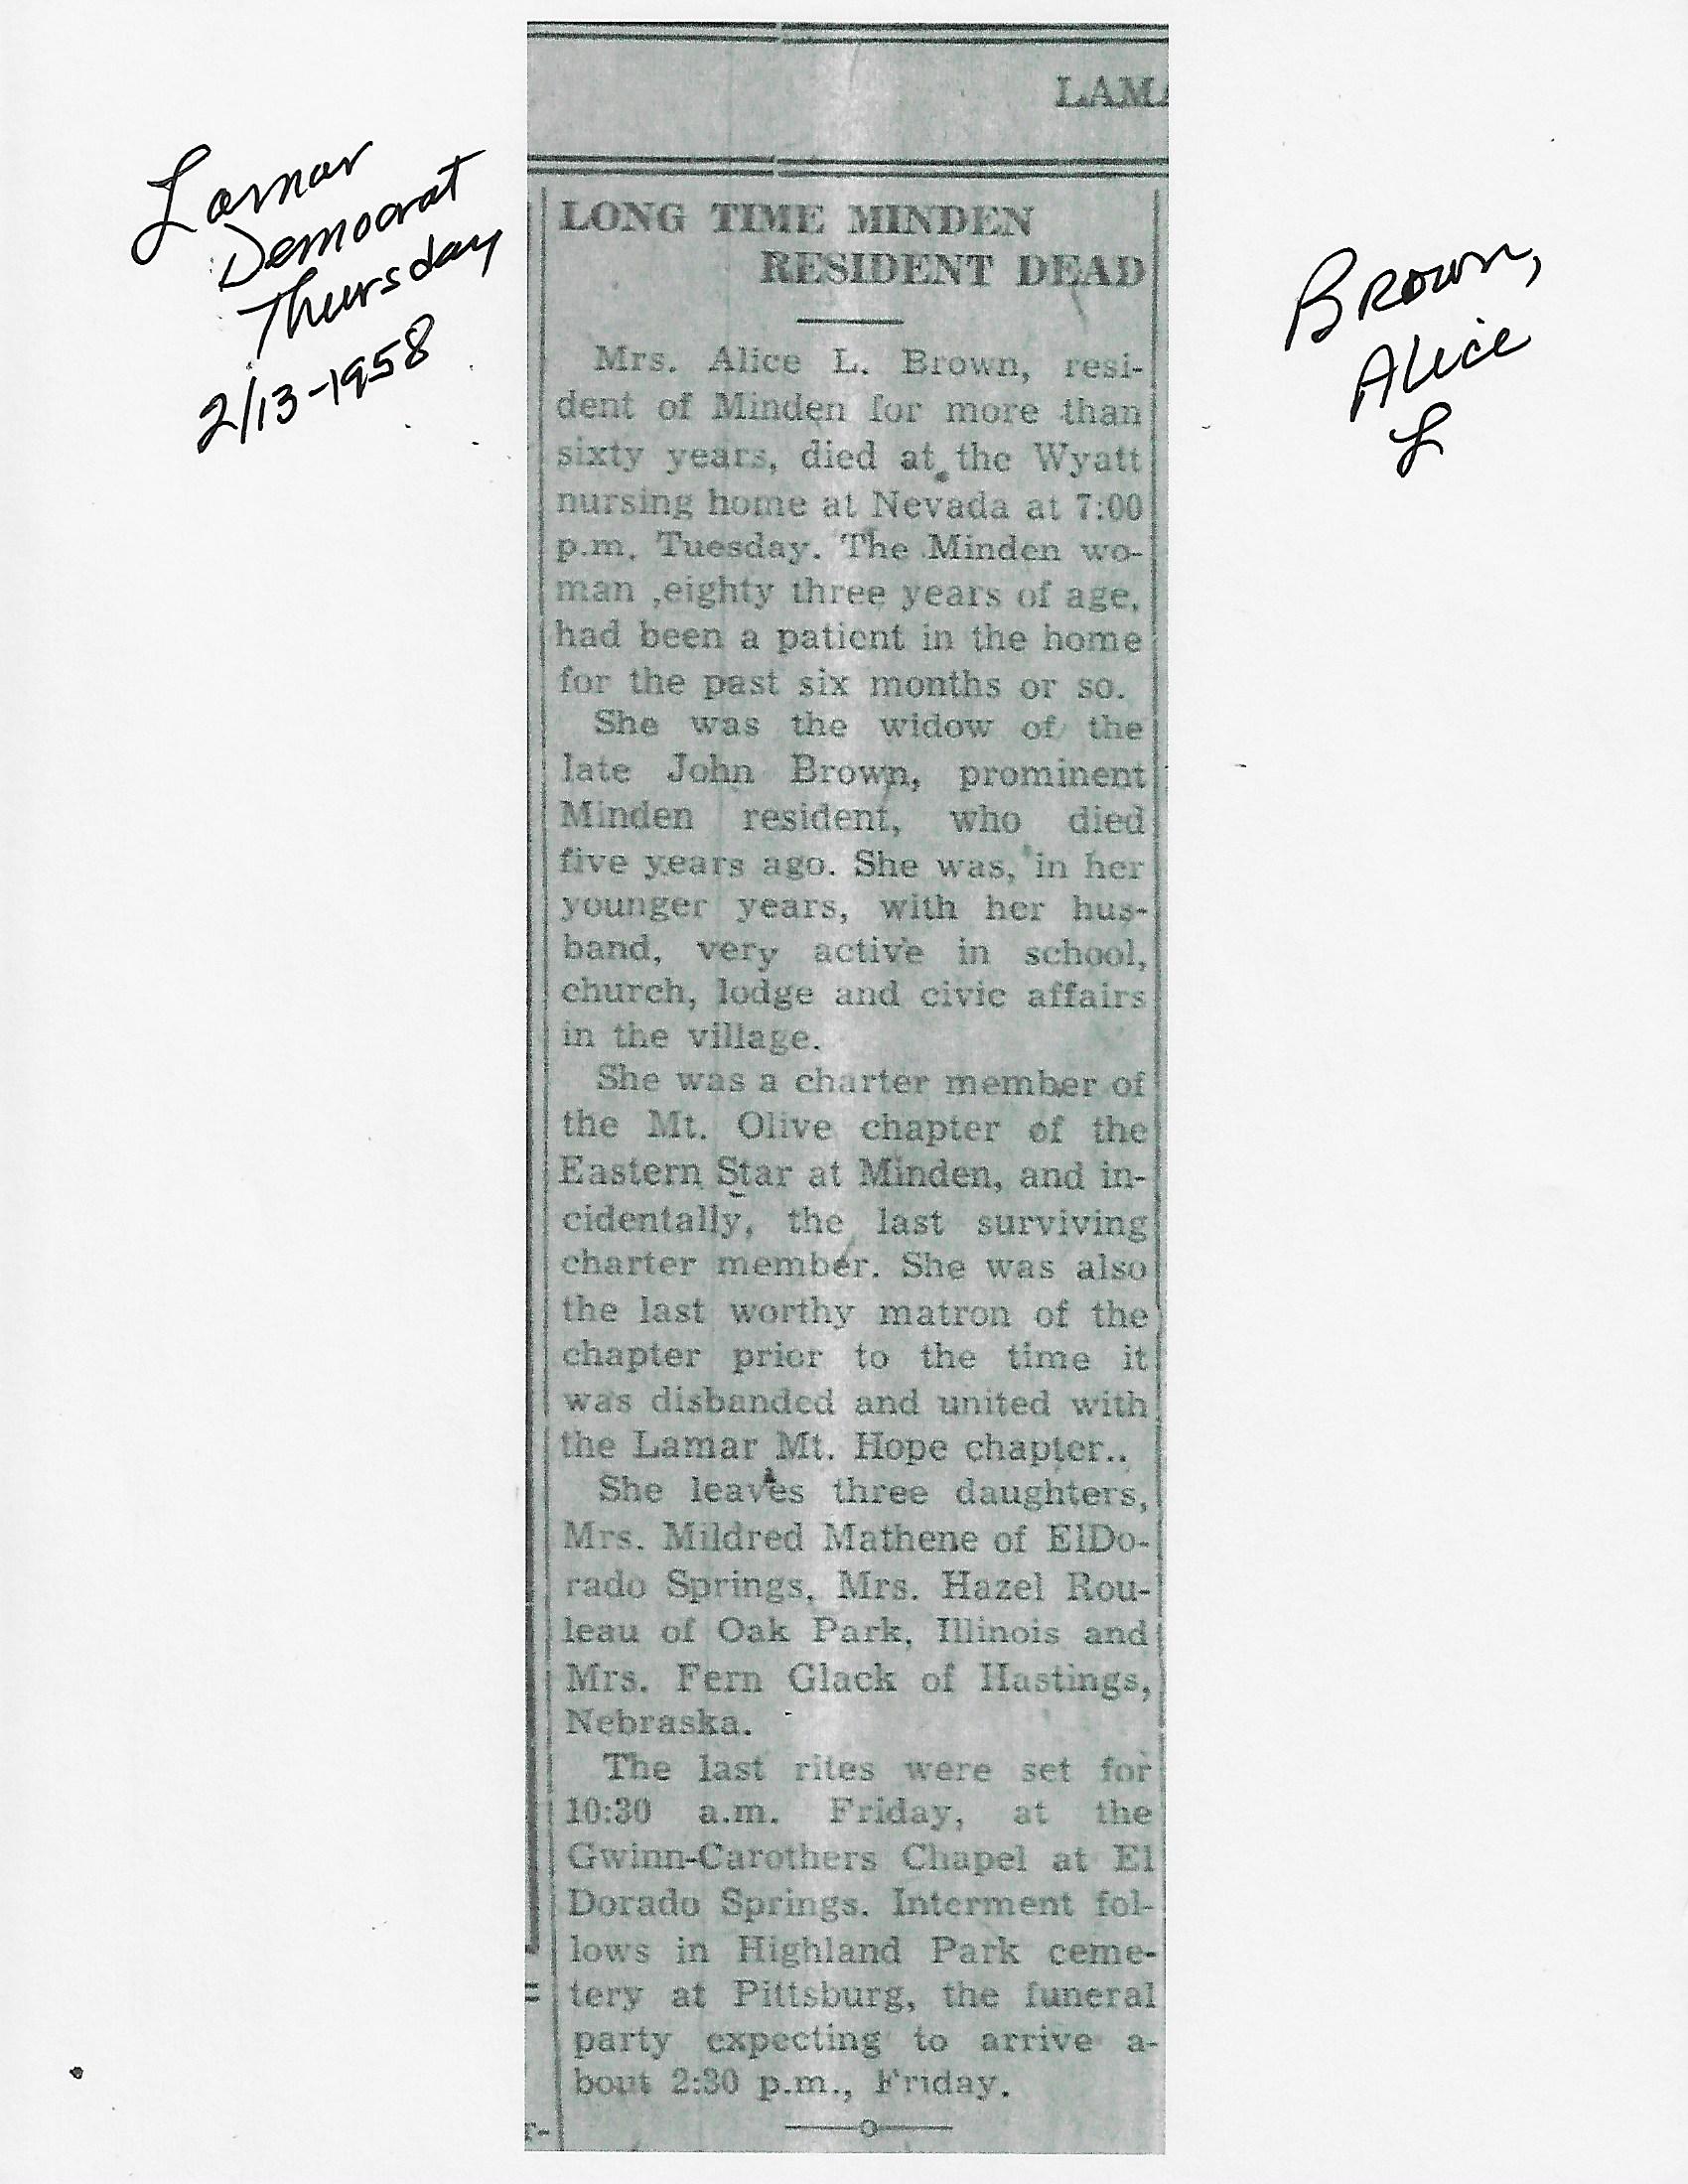 LAMA
Lamar
Democrat
Thursday
2/13-1958
Brown,
Alice
L
LONG TIME MINDEN
RESIDENT DEAD
Mrs. Alice L. Brown, resi-
dent of Minden for more than
sixty years, died at the Wyatt
nursing home at Nevada at 7:00
p.m. Tuesday. The Minden wo-
man ,eighty three years of age,
had been a patient in the home
for the past six months or so.
She was the widow of the
late John Brown, prominent
Minden resident, who died
five years ago. She was, in her
younger years, with her hus-
band, very active in school,
church, lodge and civic affairs
in the village.
She was a charter member of
the Mt. Olive chapter of the
Eastern Star at Minden, and in-
cidentally, the last surviving
charter member. She was also
the last worthy matron of the
chapter prior to the time it
was disbanded and united with
the Lamar Mt. Hope chapter..
She leaves three daughters,
Mrs. Mildred Mathene of ElDo-
rado Springs, Mrs. Hazel Rou-
leau of Oak Park, Illinois and
Mrs. Fern Glack of Hastings,
Nebraska.
The last rites were set for
10:30 a.m. Friday, at the
Gwinn-Carothers Chapel at El
Dorado Springs. Interment fol-
lows in Highland Park ceme-
tery at Pittsburg, the funeral
party expecting to arrive a-
bout 2:30 p.m., Friday.